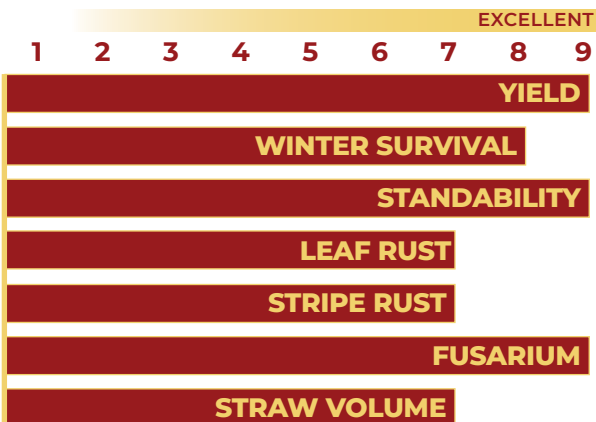 EXCELLENT
1 2 3 4 5 6 7 8 9
YIELD
WINTER SURVIVAL
STANDABILITY
LEAF RUST
STRIPE RUST
FUSARIUM
STRAW VOLUME